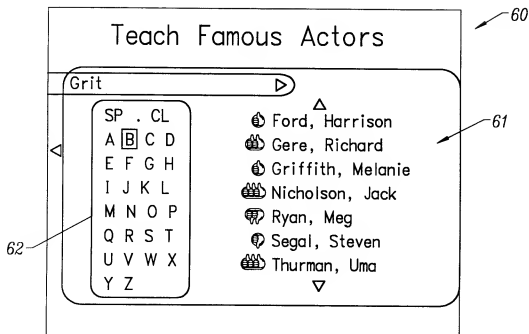 60
Teach Famous Actors
Grit
SP . CL
A B C D
E F G H
I J K L
M N O P
Q R S T
U V W X
Y Z
62
Ford, Harrison
Gere, Richard
Griffith, Melanie
Nicholson, Jack
Ryan, Meg
Segal, Steven
Thurman, Uma
61